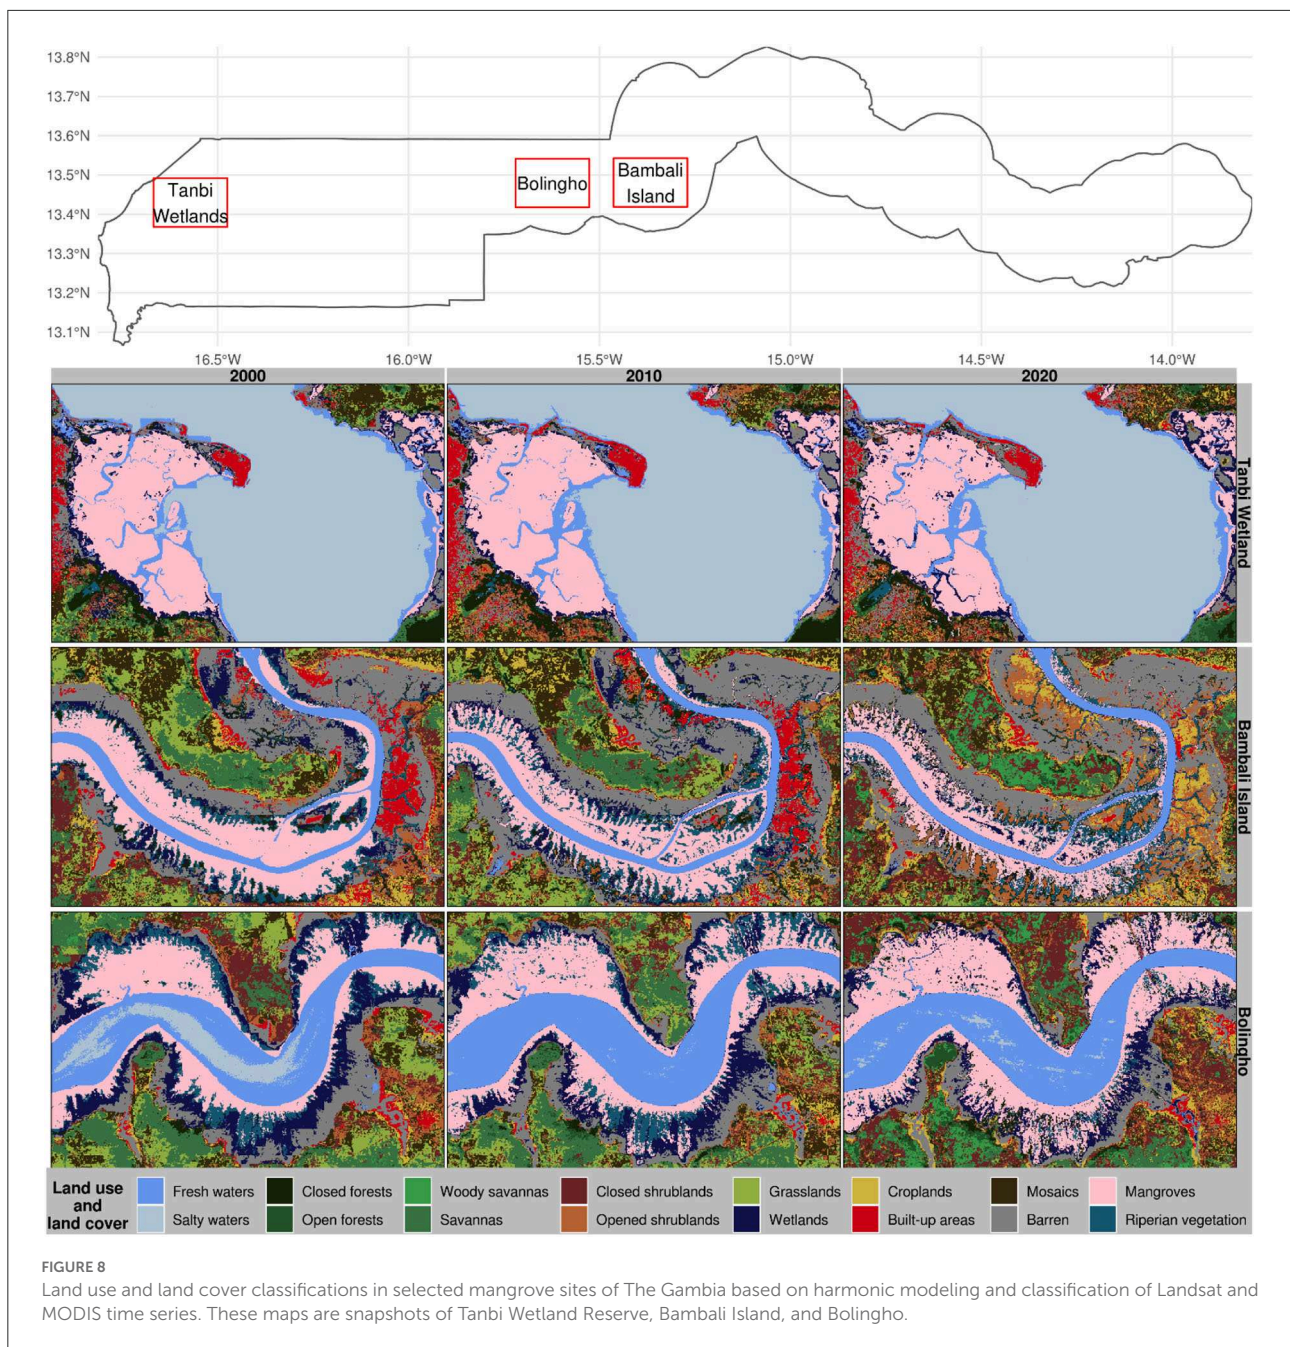 13.8°N
13.7°N
13.6°N
13.5°N
13.4°N
13.3°N
13.2°N
13.1°N
Tanbi
Wetlands
Bolingho
Bambali
Island
16.5°W 16.0°W 15.5°W 15.0°W 14.5°W 14.0°W
2000 2010 2020
Tanbi Wetland
Bambali Island
Bolingho
Land use
and
land cover
Fresh waters Closed forests Woody savannas Closed shrublands Grasslands Croplands Mosaics Mangroves
Salty waters Open forests Savannas Opened shrublands Wetlands Built-up areas Barren Riperian vegetation
FIGURE 8
Land use and land cover classifications in selected mangrove sites of The Gambia based on harmonic modeling and classification of Landsat and
MODIS time series. These maps are snapshots of Tanbi Wetland Reserve, Bambali Island, and Bolingho.